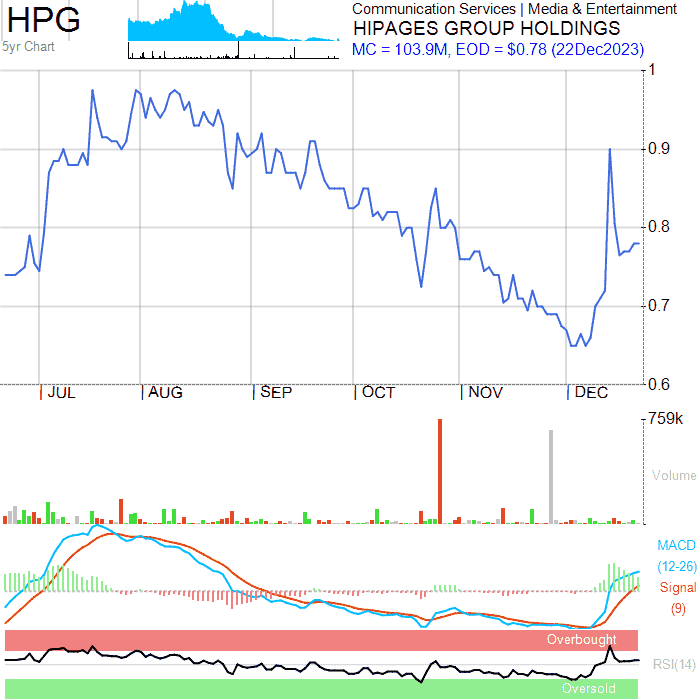 HPG
5yr Chart
Communication Services | Media & Entertainment
HIPAGES GROUP HOLDINGS
MC = 103.9M, EOD = $0.78 (22Dec2023)
1
0.9
0.8
0.7
0.6
JUL
AUG
SEP
OCT
NOV
DEC
759k
Volume
MACD
(12-26)
Signal
(9)
Overbought
RSI(14)
Oversold